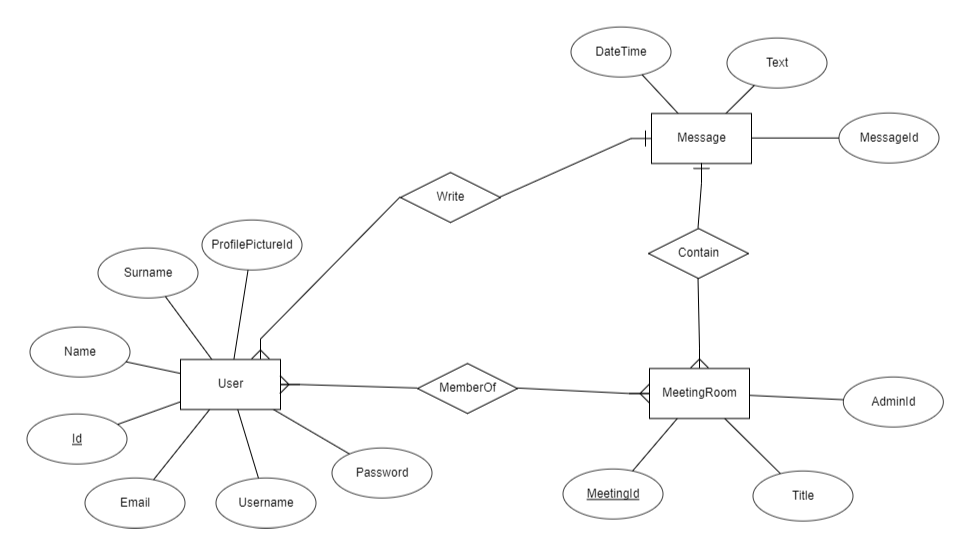 DateTime
Text
Message
MessageId
Write
ProfilePictureId
Contain
Surname
Name
User
MemberOf
MeetingRoom
AdminId
Id
Password
Email
Username
MeetingId
Title